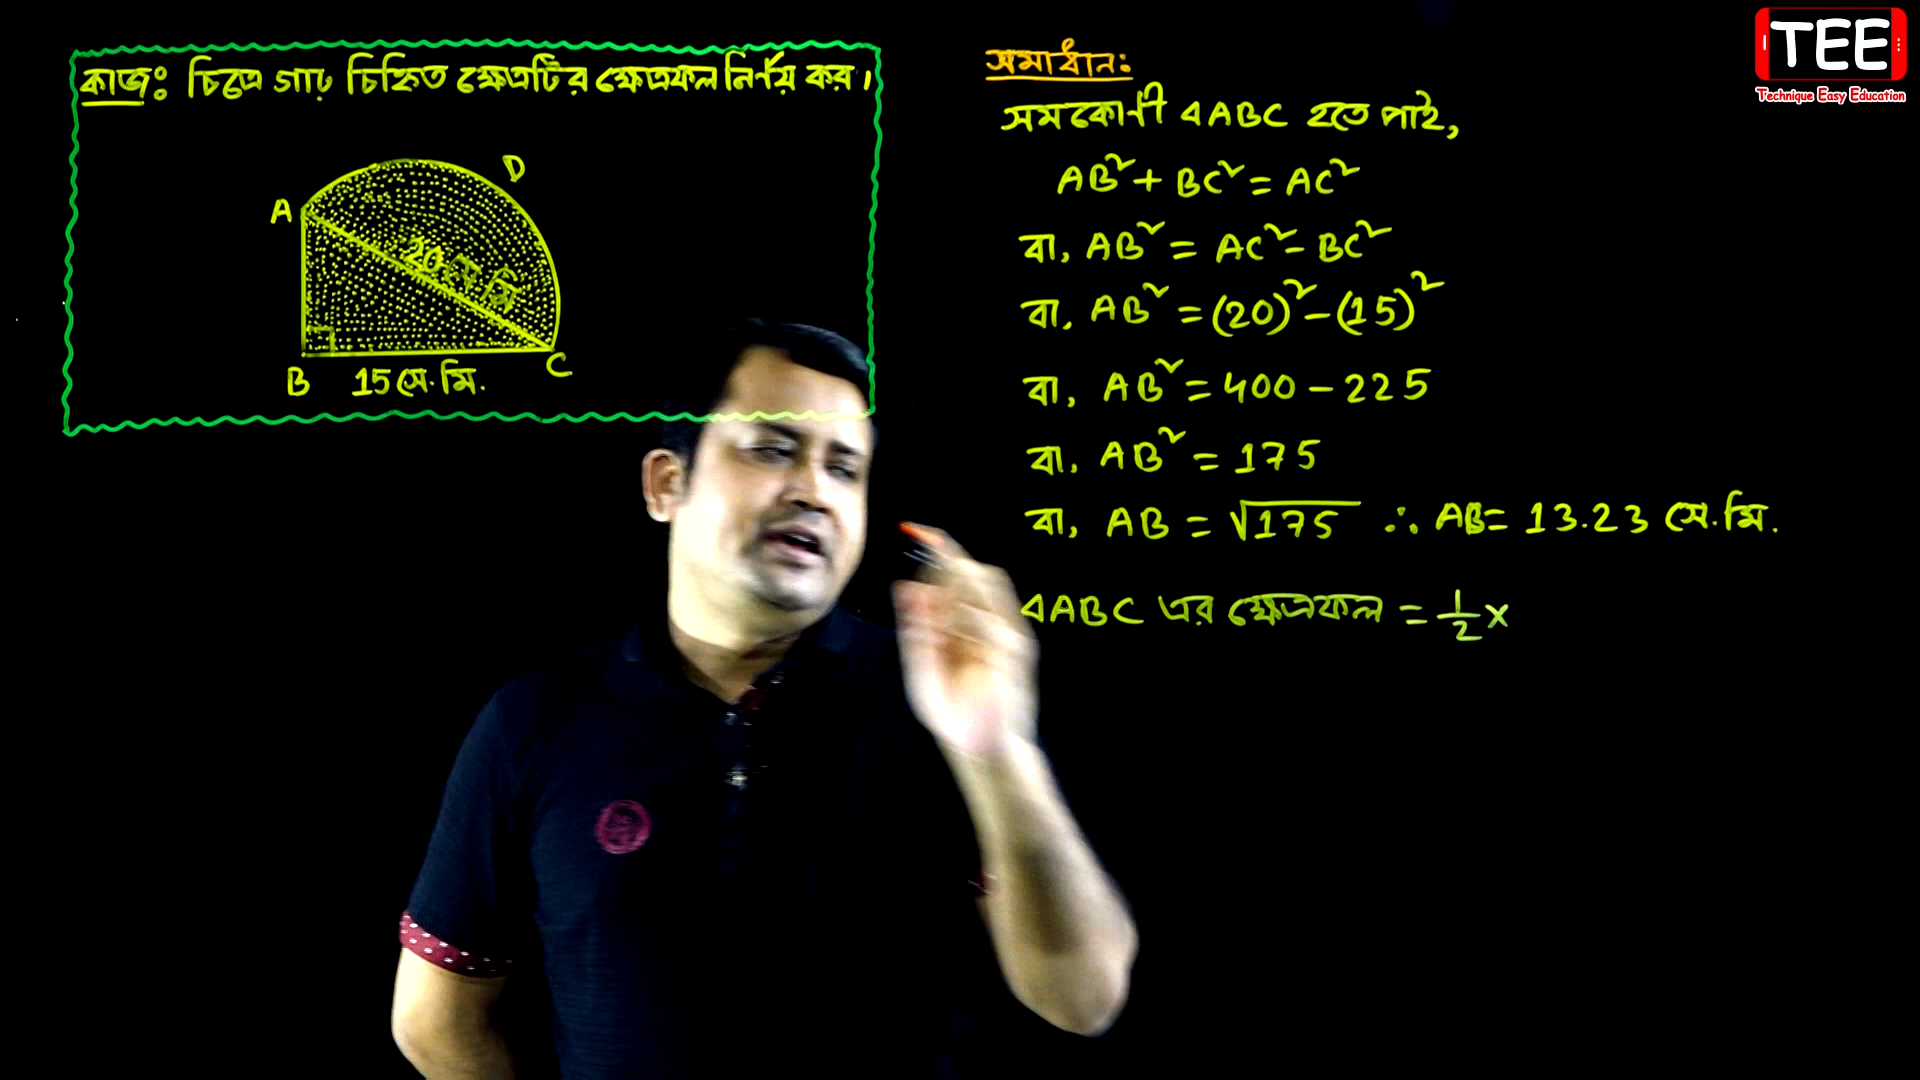 কাজঃ চিত্রে গাঢ় চিহ্নিত ক্ষেত্রটির ক্ষেত্রফল নির্ণয় কর।
A
D
20 সে.মি
B
15 সে.মি.
C
সমাধান:
সমকোণী ⊿ABC হতে পাই,
AB² + BC² = AC²
বা, AB² = AC² - BC²
বা, AB² = (20)² - (15)²
বা, AB² = 400 - 225
বা, AB² = 175
বা, AB = √175 ∴ AB = 13.23 সে.মি.
⊿ABC এর ক্ষেত্রফল = 1/2 ×
TEE
Technique Easy Education